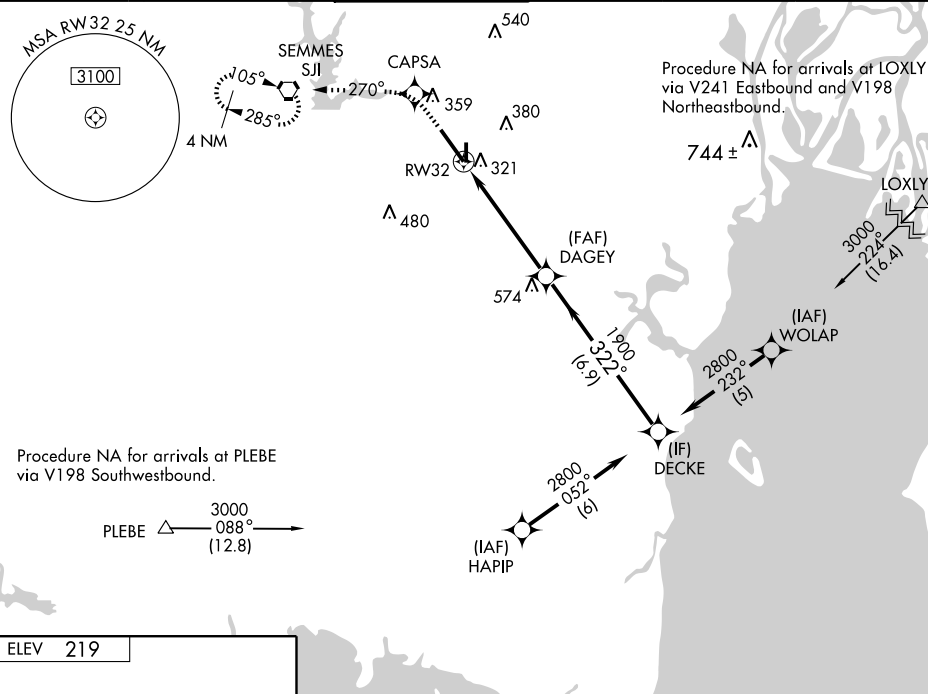 MSA RW32 25 NM
3100
SEMMES
SJI
105°
285°
4 NM
270°
CAPSA
359
540
380
RW32
321
480
Procedure NA for arrivals at LOXLY
via V241 Eastbound and V198
Northeastbound.
744 ±
LOXLY
3000
224°
(16.4)
(FAF)
DAGEY
574
(IAF)
WOLAP
1900
322°
(6.9)
2800
232°
(5)
(IF)
DECKE
Procedure NA for arrivals at PLEBE
via V198 Southwestbound.
PLEBE
3000
088°
(12.8)
2800
052°
(6)
(IAF)
HAPIP
ELEV 219